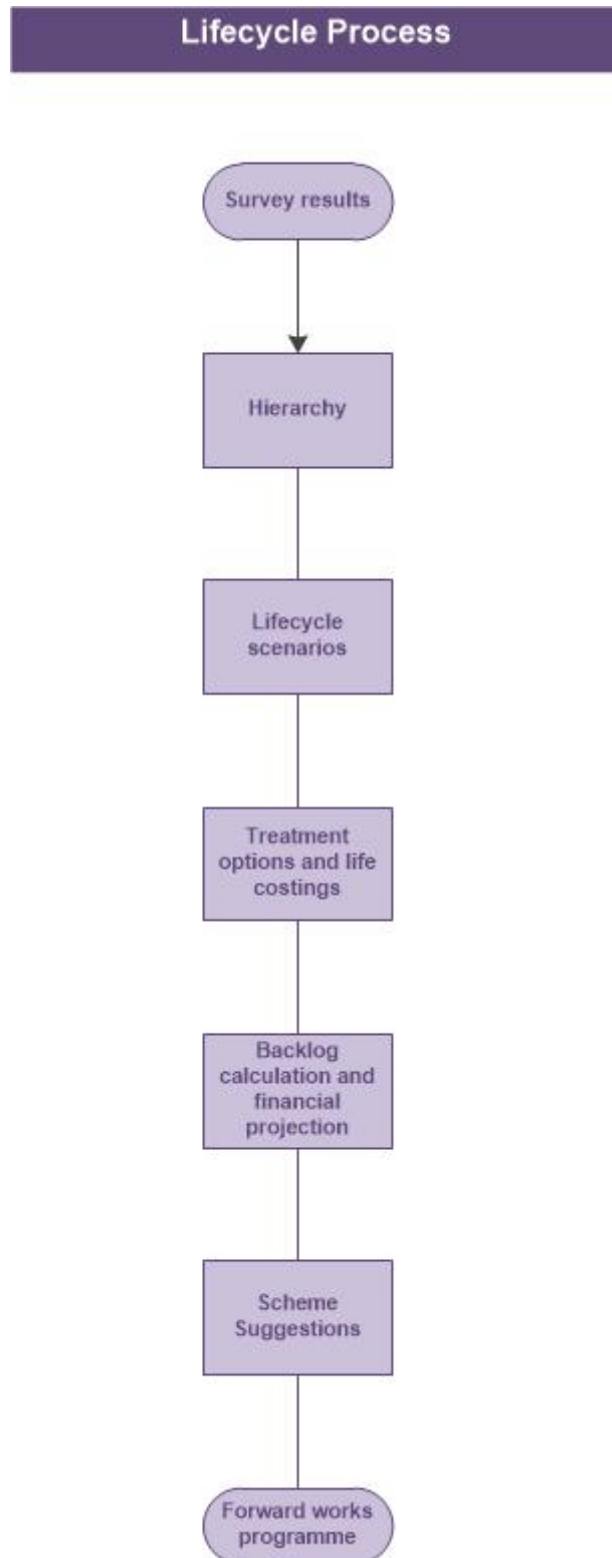 Lifecycle Process
Survey results
Hierarchy
Lifecycle
scenarios
Treatment
options and life
costings
Backlog
calculation and
financial
projection
Scheme
Suggestions
Forward works
programme